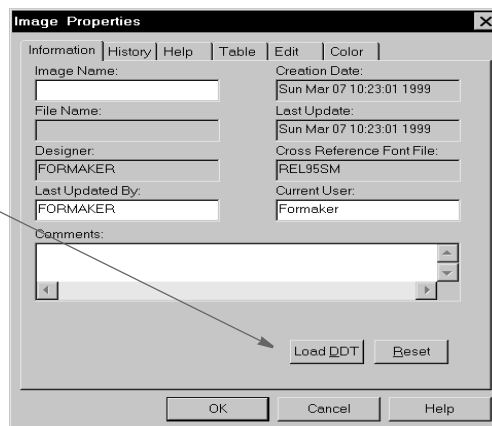 Image Properties
Information History Help Table Edit Color
Image Name:
Creation Date:
Sun Mar 07 10:23:01 1999
File Name:
Last Update:
Sun Mar 07 10:23:01 1999
Designer:
Cross Reference Font File:
FORMAKER
REL95SM
Last Updated By:
Current User:
FORMAKER
Formaker
Comments:
Load DDT
Reset
OK
Cancel
Help